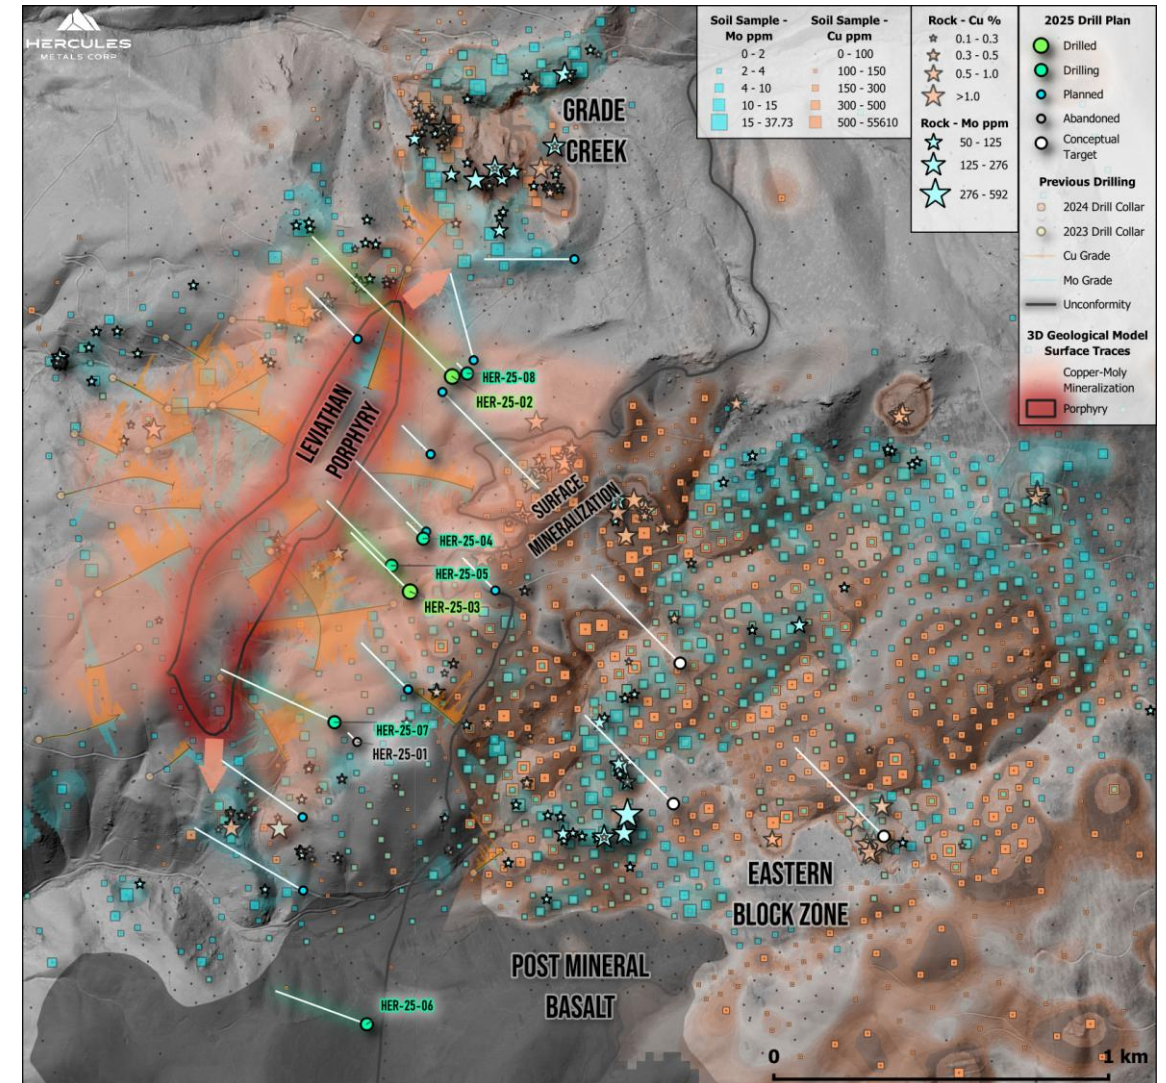 HERCULES
METALS CORP
Soil Sample -
Mo ppm
0 - 2
2 - 4
4 - 10
10 - 15
15 - 37.73
Soil Sample -
Cu ppm
0 - 100
100 - 150
150 - 300
300 - 500
500 - 55610
Rock - Cu %
0.1 - 0.3
0.3 - 0.5
0.5 - 1.0
>1.0
Rock - Mo ppm
50 - 125
125 - 276
276 - 592
2025 Drill Plan
Drilled
Drilling
Planned
Abandoned
Conceptual
Target
Previous Drilling
2024 Drill Collar
2023 Drill Collar
Cu Grade
Mo Grade
Unconformity
3D Geological Model
Surface Traces
Copper-Moly
Mineralization
Porphyry
GRADE
CREEK
HER-25-08
HER-25-02
LEVIATHAN
PORPHYRY
SURFACE
MINERALIZATION
HER-25-04
HER-25-05
HER-25-03
HER-25-07
HER-25-01
EASTERN
BLOCK ZONE
POST MINERAL
BASALT
HER-25-06
0
1 km